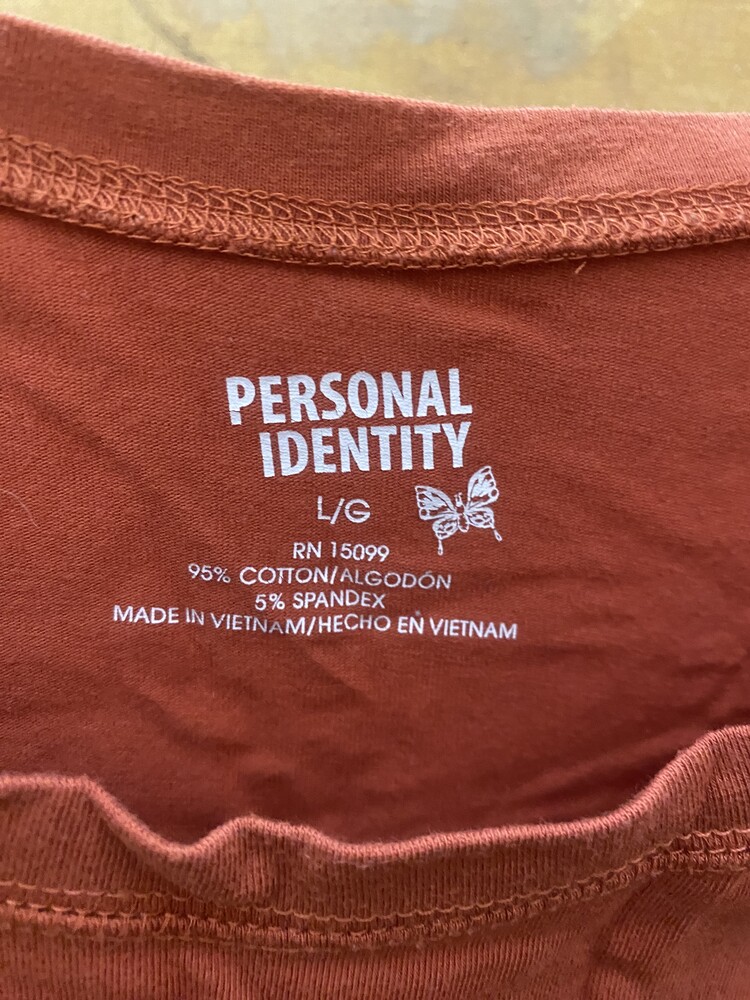 PERSONAL
IDENTITY
L/G
RN 15099
95% COTTON/ALGODÓN
5% SPANDEX
MADE IN VIETNAM/HECHO EN VIETNAM